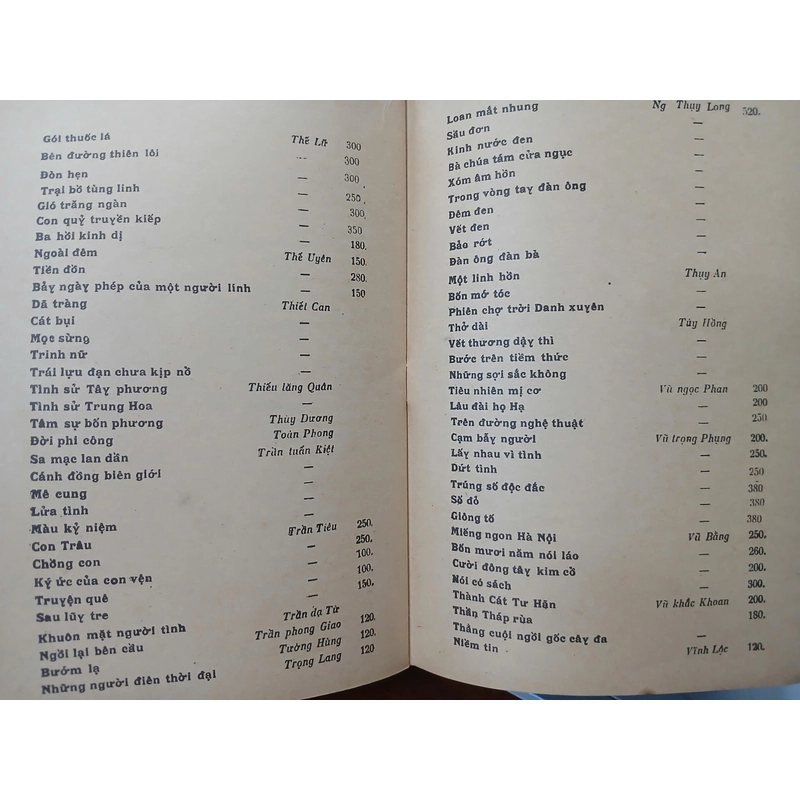 Gói thuốc lá Thế Lữ 300
Bên đường thiên lôi — 300
Đòn hẹn — 300
Trại bồ tùng linh —
Gió trăng ngàn — 250
Con quỷ truyền kiếp — 300.
Ba hồi kinh dị — 350
Ngoài đêm Thế Uyên 180.
Tiền đồn — 150.
Bảy ngày phép của một người lính — 280.
Dã tràng Thiết Can 150
Cát bụi —
Mọc sừng —
Trinh nữ —
Trái lựu đạn chưa kịp nổ —
Tình sử Tây phương Thiếu lăng Quân
Tình sử Trung Hoa —
Tâm sự bốn phương Thùy Dương
Đời phi công Toàn Phong
Sa mạc lan dần Trần tuấn Kiệt
Cánh đồng biên giới —
Mê cung —
Lửa tình —
Màu kỷ niệm —
Con Trâu Trần Tiêu 250.
Chồng con — 250.
Ký ức của con vện — 100.
Truyện quê — 100.
Sau lũy tre — 150.
Khuôn mặt người tình Trần dạ Từ
Ngồi lại bên cầu Trần phong Giao 120.
Bướm lạ Tường Hùng 120.
Những người điên thời đại Trọng Lang 120
Loan mắt nhung Ng Thụy Long 520.
Sầu đơn —
Kinh nước đen —
Bà chúa tám cửa ngục —
Xóm âm hồn —
Trong vòng tay đàn ông —
Đêm đen —
Vết đen —
Bảo rớt —
Đàn ông đàn bà —
Một linh hồn Thụy An
Bốn mớ tóc —
Phiên chợ trời Danh xuyên —
Thở dài Túy Hồng
Vết thương dậy thì —
Bước trên tiềm thức —
Những sợi sắc không —
Tiêu nhiên mị cơ Vũ ngọc Phan 200
Lâu đài họ Hạ — 200
Trên đường nghệ thuật — 250
Cạm bẫy người Vũ trọng Phụng 200.
Lấy nhau vì tình — 250.
Dứt tình — 250
Trúng số độc đắc — 380
Số đỏ — 380
Giông tố — 380
Miếng ngon Hà Nội Vũ Bằng 250.
Bốn mươi năm nói láo — 260.
Cười đông tây kim cổ — 200.
Nói có sách — 300.
Thành Cát Tư Hận Vũ khắc Khoan 200.
Thần Tháp rùa — 180.
Thằng cuội ngồi gốc cây đa —
Niềm tin Vĩnh Lộc 120.